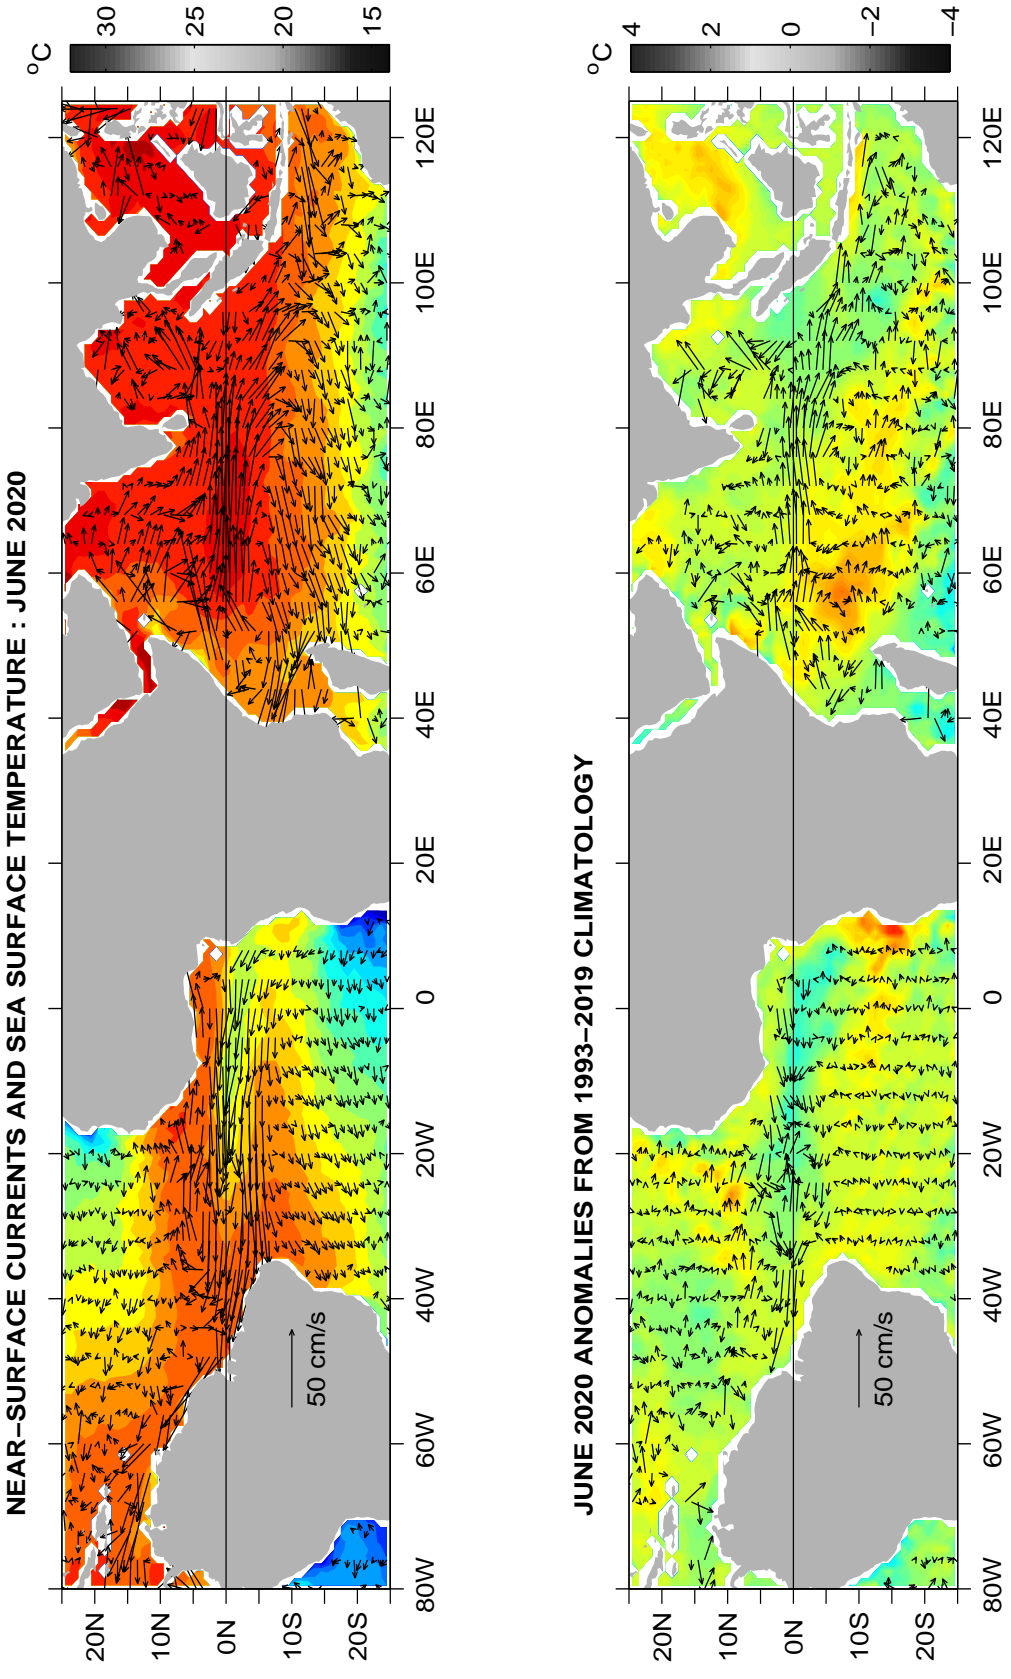 NEAR−SURFACE CURRENTS AND SEA SURFACE TEMPERATURE : JUNE 2020
20N
10N
0N
10S
20S
80W 60W 40W 20W 0 20E 40E 60E 80E 100E 120E
50 cm/s
oC
30
25
20
15
JUNE 2020 ANOMALIES FROM 1993−2019 CLIMATOLOGY
20N
10N
0N
10S
20S
80W 60W 40W 20W 0 20E 40E 60E 80E 100E 120E
50 cm/s
oC
4
2
0
−2
−4